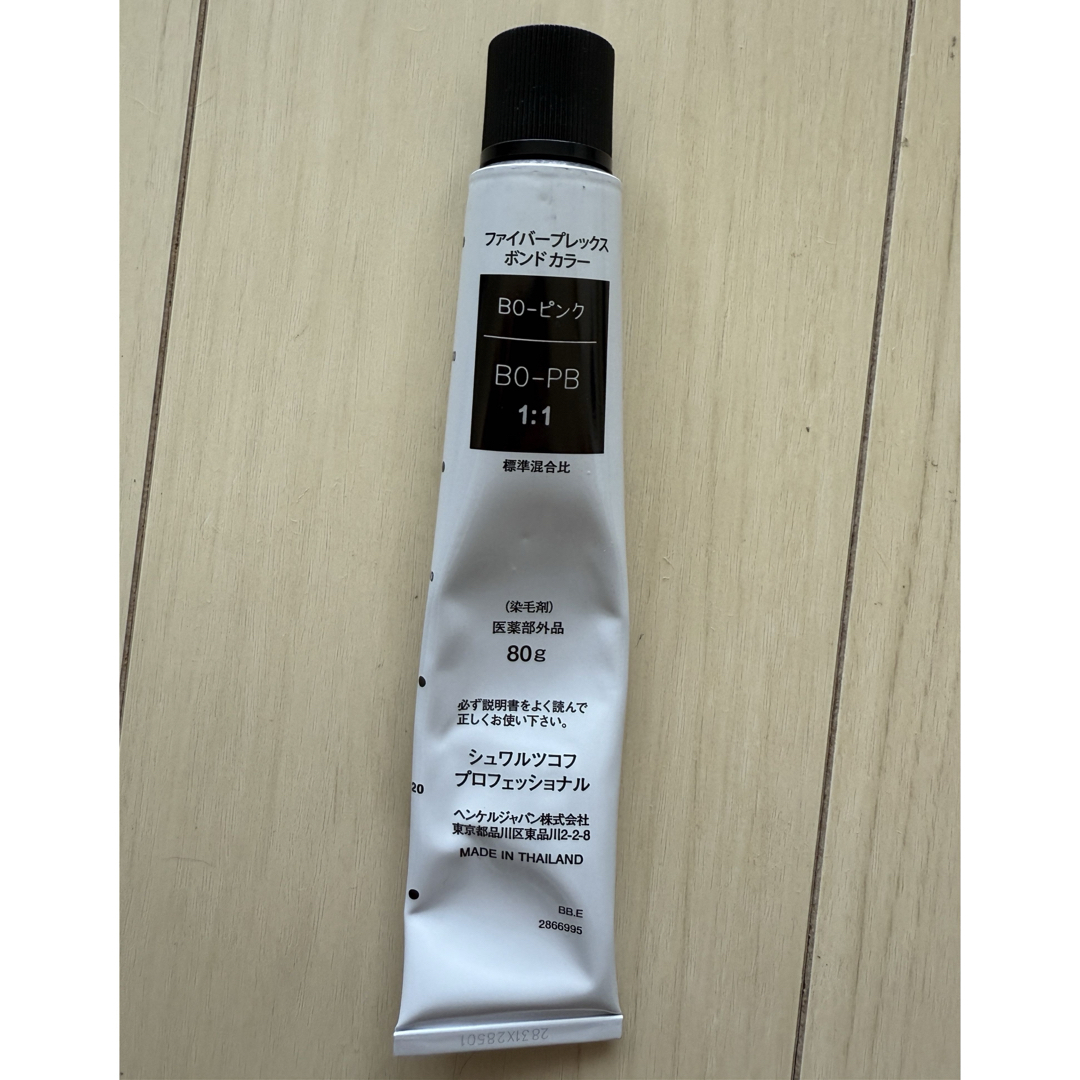 ファイバープレックス
ボンド カラー
BO-ピンク
BO-PB
1:1
標準混合比
(染毛剤)
医薬部外品
80g
必ず説明書をよく読んで
正しくお使い下さい。
シュワルツコフ
プロフェッショナル
20
ヘンケルジャパン株式会社
東京都品川区東品川2-2-8
MADE IN THAILAND
BB.E
2866995
2831X28501